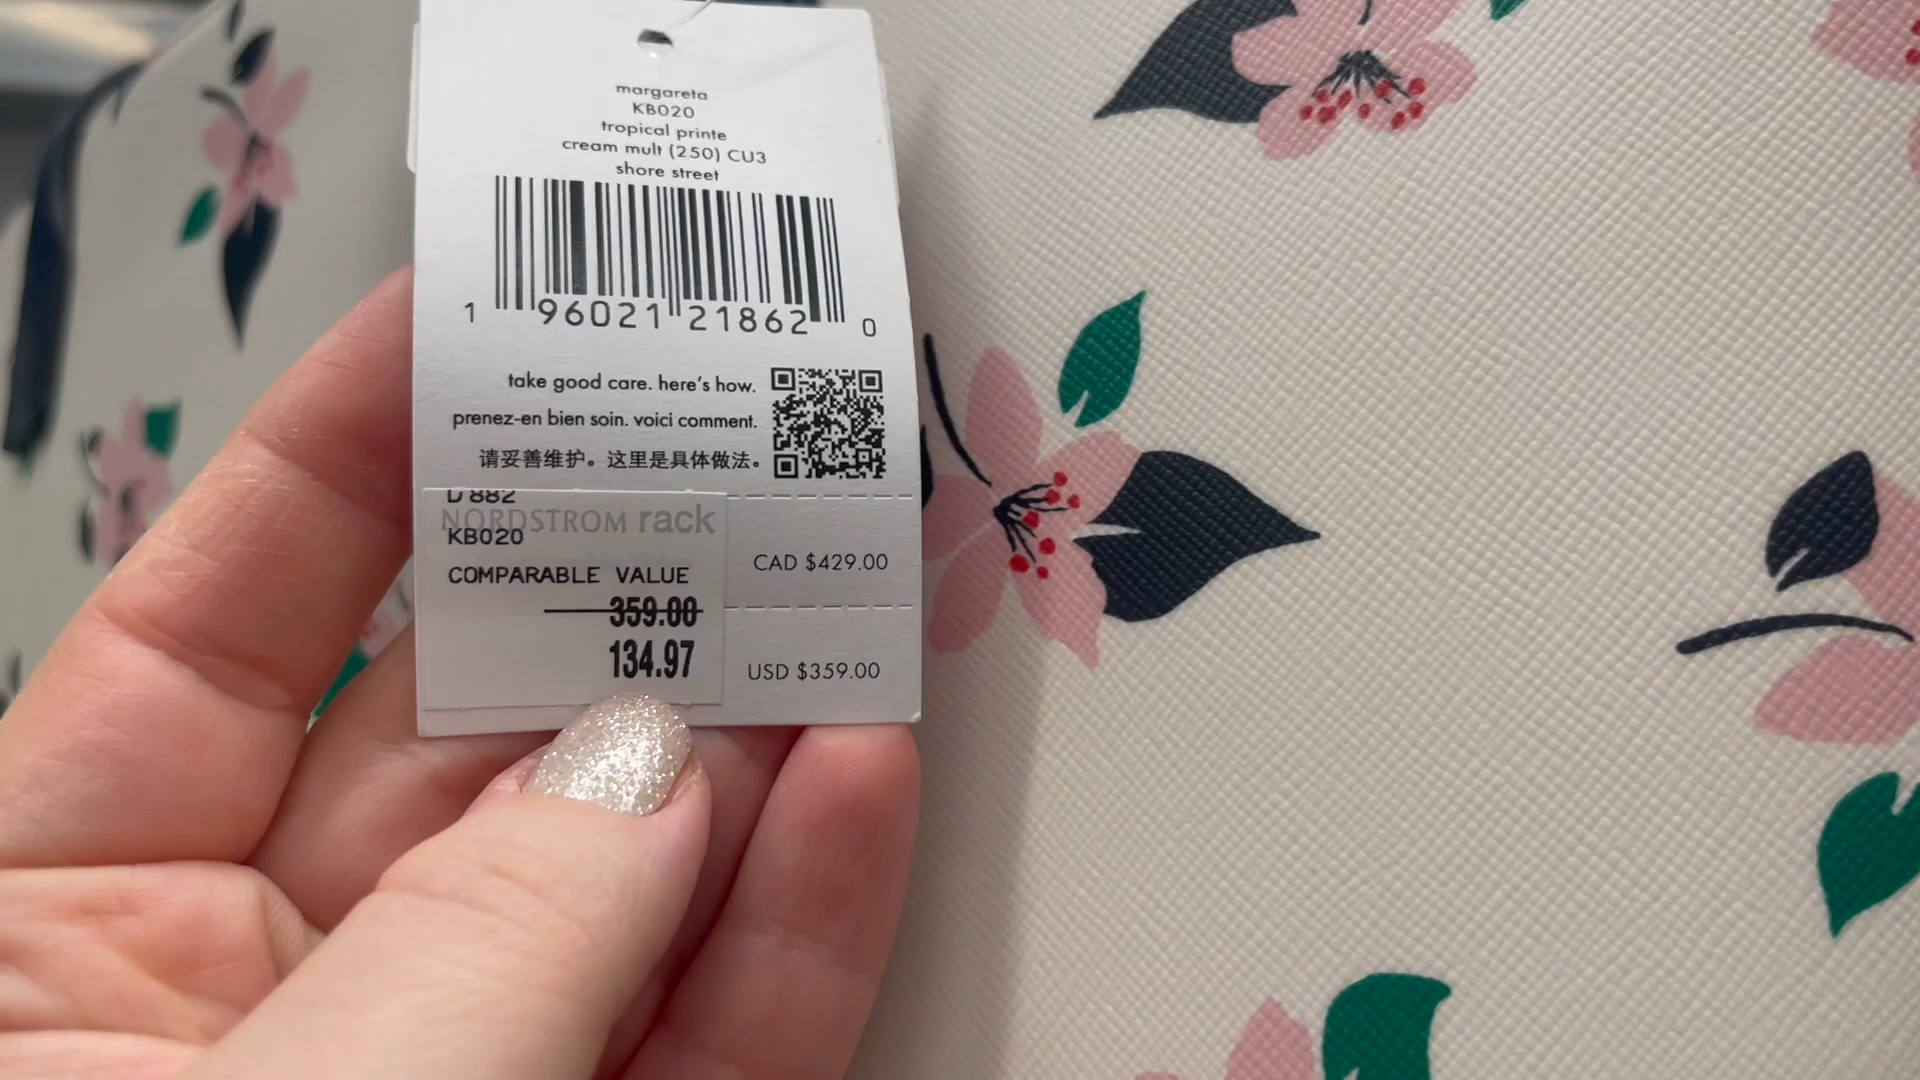 margareta
KB020
tropical printe
cream mult (250) CU3
shore street
1 96021 21862 0
take good care. here's how.
prenez-en bien soin. voici comment.
请妥善维护。这里是具体做法。
D 882
NORDSTROM rack
KB020
COMPARABLE VALUE
359.00
134.97
CAD $429.00
USD $359.00